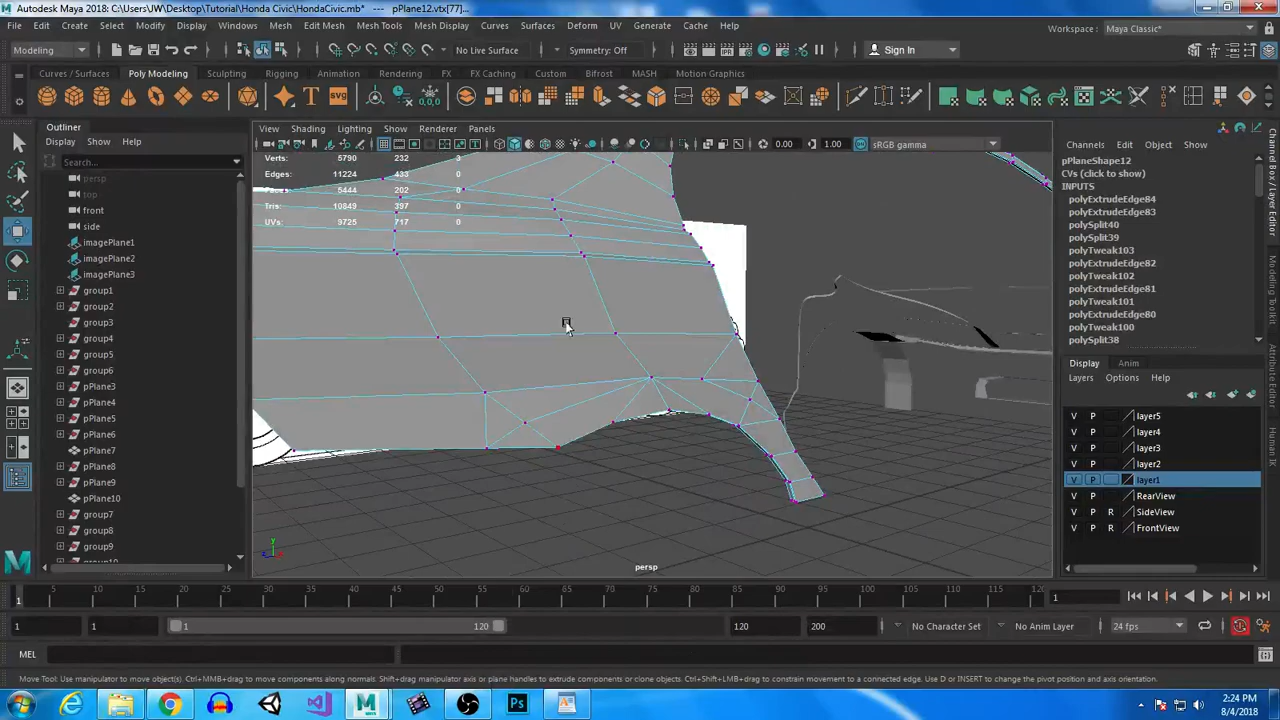 Autodesk Maya 2018: C:\Users\JW\Desktop\Tutorial\Honda Civic\HondaCivic.mb* --- pPlane12.vtx[77]...
File Edit Create Select Modify Display Windows Mesh Edit Mesh Mesh Tools Mesh Display Curves Surfaces Deform UV Generate Cache Help
Workspace: Maya Classic*
Modeling No Live Surface Symmetry: Off Sign In
Curves / Surfaces Poly Modeling Sculpting Rigging Animation Rendering FX FX Caching Custom Bifrost MASH Motion Graphics
Outliner
Display Show Help
Search...
persp
top
front
side
imagePlane1
imagePlane2
imagePlane3
group1
group2
group3
group4
group5
group6
pPlane3
pPlane4
pPlane5
pPlane6
pPlane7
pPlane8
pPlane9
pPlane10
group7
group8
group9
group10
View Shading Lighting Show Renderer Panels
0.00 1.00 sRGB gamma
Verts: 5790 232 3
Edges: 11224 433 0
Faces: 5444 202 0
Tris: 10849 397 0
UVs: 9725 717 0
persp
Channels Edit Object Show
pPlaneShape12
CVs (click to show)
INPUTS
polyExtrudeEdge84
polyExtrudeEdge83
polySplit40
polySplit39
polyTweak103
polyExtrudeEdge82
polyTweak102
polyExtrudeEdge81
polyTweak101
polyExtrudeEdge80
polyTweak100
polySplit38
Display Anim
Layers Options Help
V P layer5
V P layer4
V P layer3
V P layer2
V P layer1
V P RearView
V P R SideView
V P R FrontView
Channel Box / Layer Editor
Modeling Toolkit
Attribute Editor
1 5 10 15 20 25 30 35 40 45 50 55 60 65 70 75 80 85 90 95 100 105 110 115 120
1
1 1 1 120 120 200 No Character Set No Anim Layer 24 fps
MEL
Move Tool: Use manipulator to move object(s). Ctrl+MMB+drag to move components along normals. Shift+drag manipulator axis or plane handles to extrude components or clone objects. Ctrl+Shift+LMB+drag to constrain movement to a connected edge. Use D or INSERT to change the pivot position and axis orientation.
Ps
2:24 PM
8/4/2018